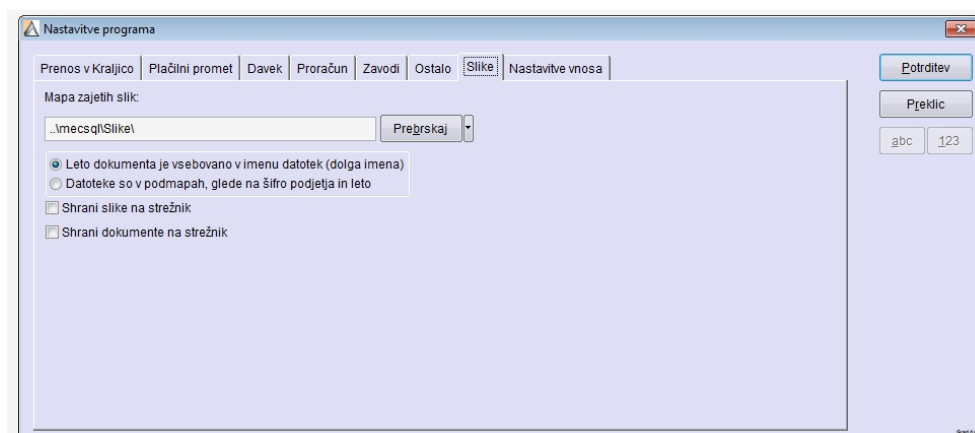 Nastavitve programa
Prenos v Kraljico Plačilni promet Davek Proračun Zavodi Ostalo Slike Nastavitve vnosa
Potrditev
Mapa zajetih slik:
Preklic
..\mecsql\Slike\ Prebrskaj
abc 123
Leto dokumenta je vsebovano v imenu datotek (dolga imena)
Datoteke so v podmapah, glede na šifro podjetja in leto
Shrani slike na strežnik
Shrani dokumente na strežnik